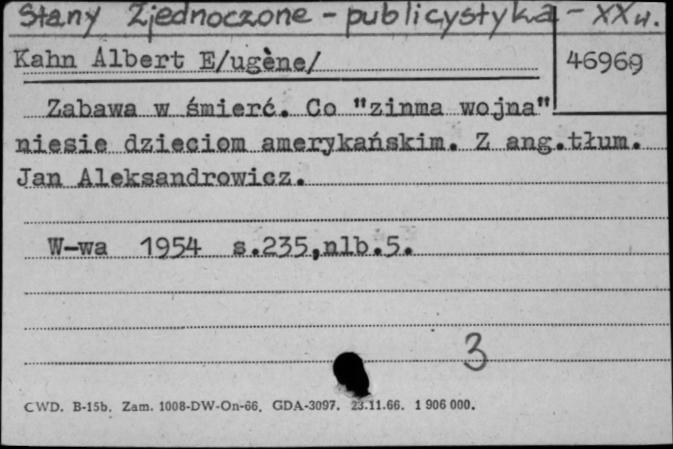 Stany Zjednoczone - publicystyka - XX w.
Kahn Albert E/ugène/
46969
Zabawa w śmierć. Co "zinma wojna"
niesie dzieciom amerykańskim. Z ang.tłum.
Jan Aleksandrowicz.
W-wa 1954 s.235,nlb.5.
3
CWD. B-15b. Zam. 1008-DW-On-66. GDA-3097. 23.11.66. 1 906 000.